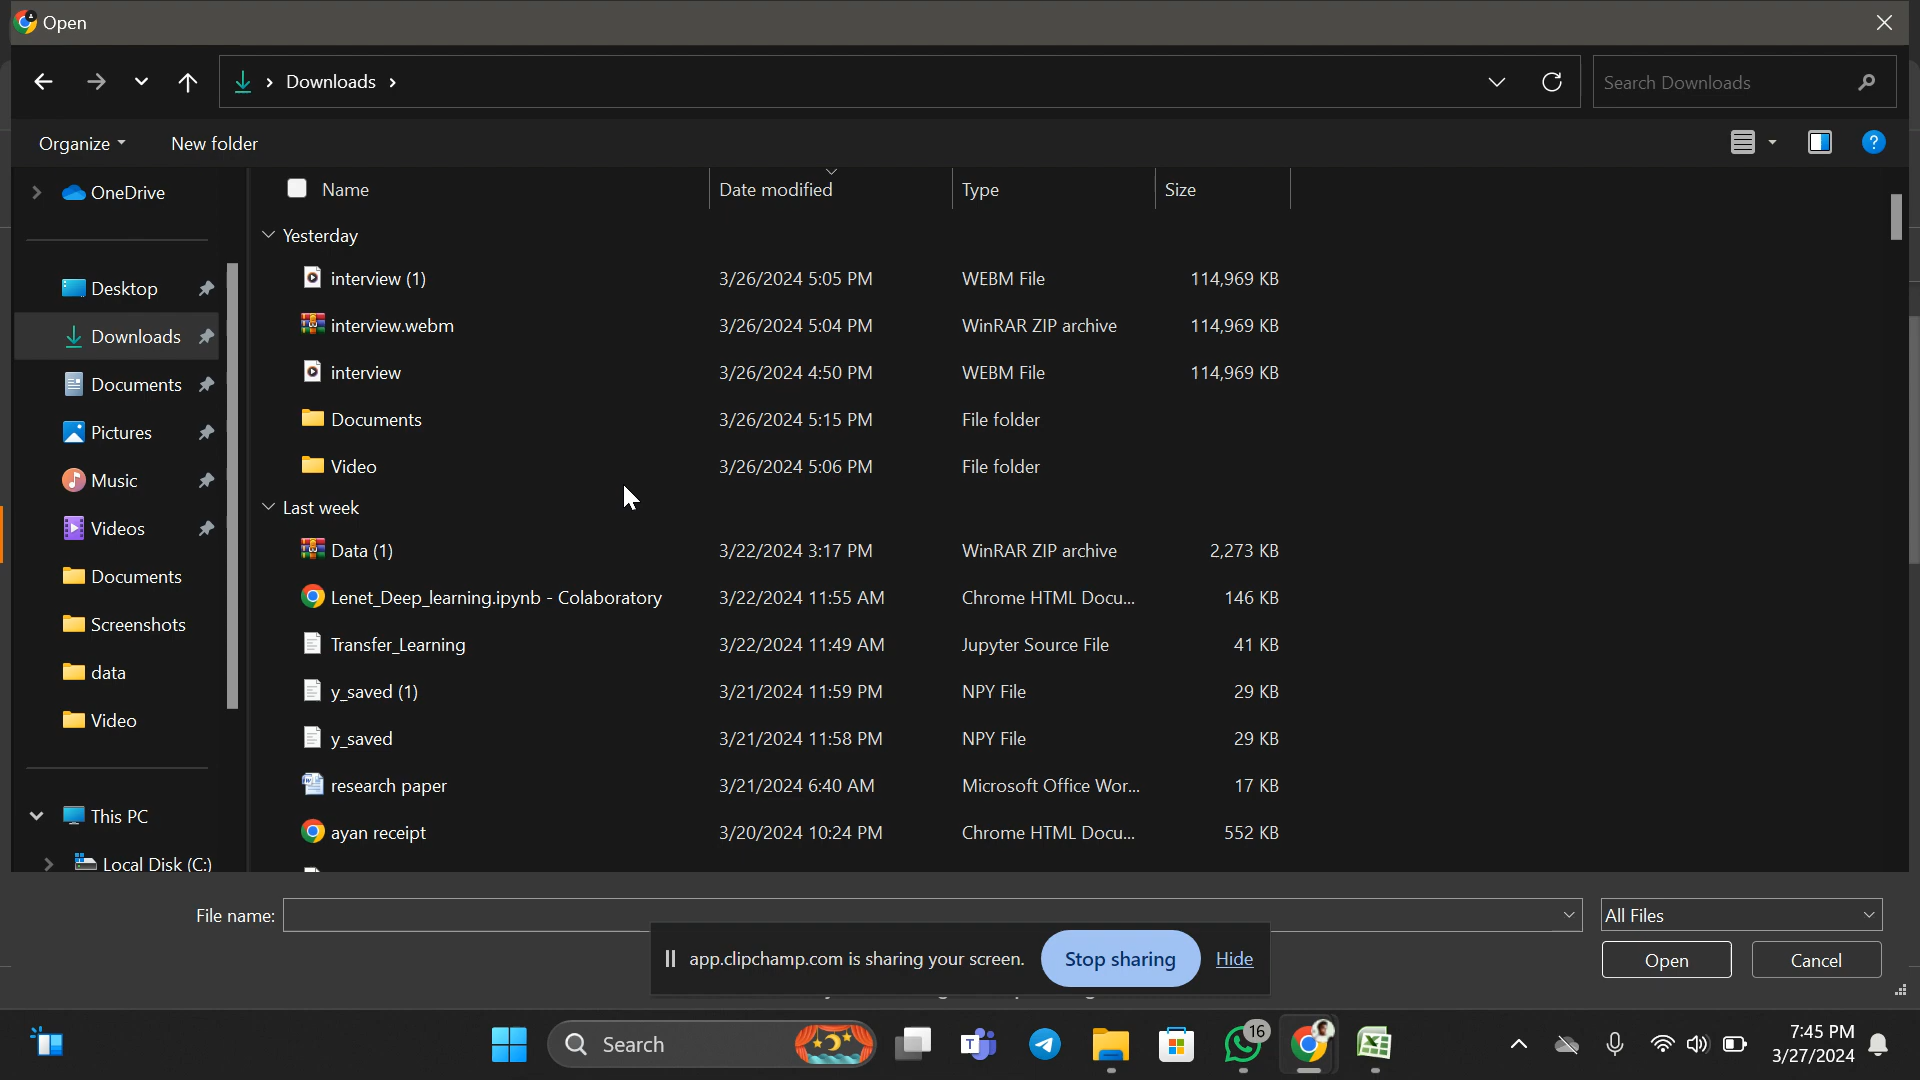 Open
Downloads
Search Downloads
Organize
New folder
OneDrive
Desktop
Downloads
Documents
Pictures
Music
Videos
Documents
Screenshots
data
Video
This PC
Local Disk (C:)
Name Date modified Type Size
Yesterday
interview (1) 3/26/2024 5:05 PM WEBM File 114,969 KB
interview.webm 3/26/2024 5:04 PM WinRAR ZIP archive 114,969 KB
interview 3/26/2024 4:50 PM WEBM File 114,969 KB
Documents 3/26/2024 5:15 PM File folder
Video 3/26/2024 5:06 PM File folder
Last week
Data (1) 3/22/2024 3:17 PM WinRAR ZIP archive 2,273 KB
Lenet_Deep_learning.ipynb - Colaboratory 3/22/2024 11:55 AM Chrome HTML Docu... 146 KB
Transfer_Learning 3/22/2024 11:49 AM Jupyter Source File 41 KB
y_saved (1) 3/21/2024 11:59 PM NPY File 29 KB
y_saved 3/21/2024 11:58 PM NPY File 29 KB
research paper 3/21/2024 6:40 AM Microsoft Office Wor... 17 KB
ayan receipt 3/20/2024 10:24 PM Chrome HTML Docu... 552 KB
File name:
All Files
Open
Cancel
app.clipchamp.com is sharing your screen. Stop sharing Hide
Search
16
7:45 PM
3/27/2024